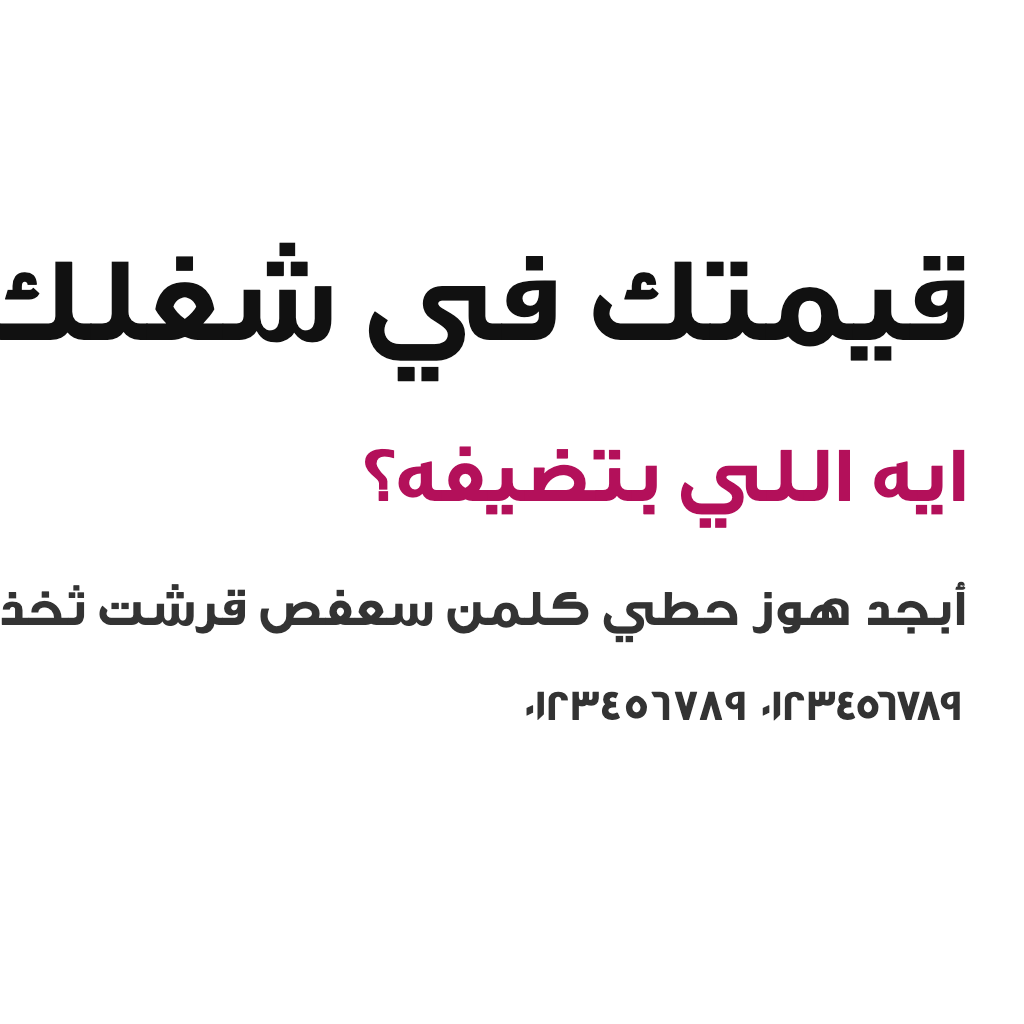 قيمتك في شغلك
ايه اللي بتضيفه؟
أبجد هوز حطي كلمن سعفص قرشت ثخذ
٠١٢٣٤٥٦٧٨٩ ٠١٢٣٤٥٦٧٨٩